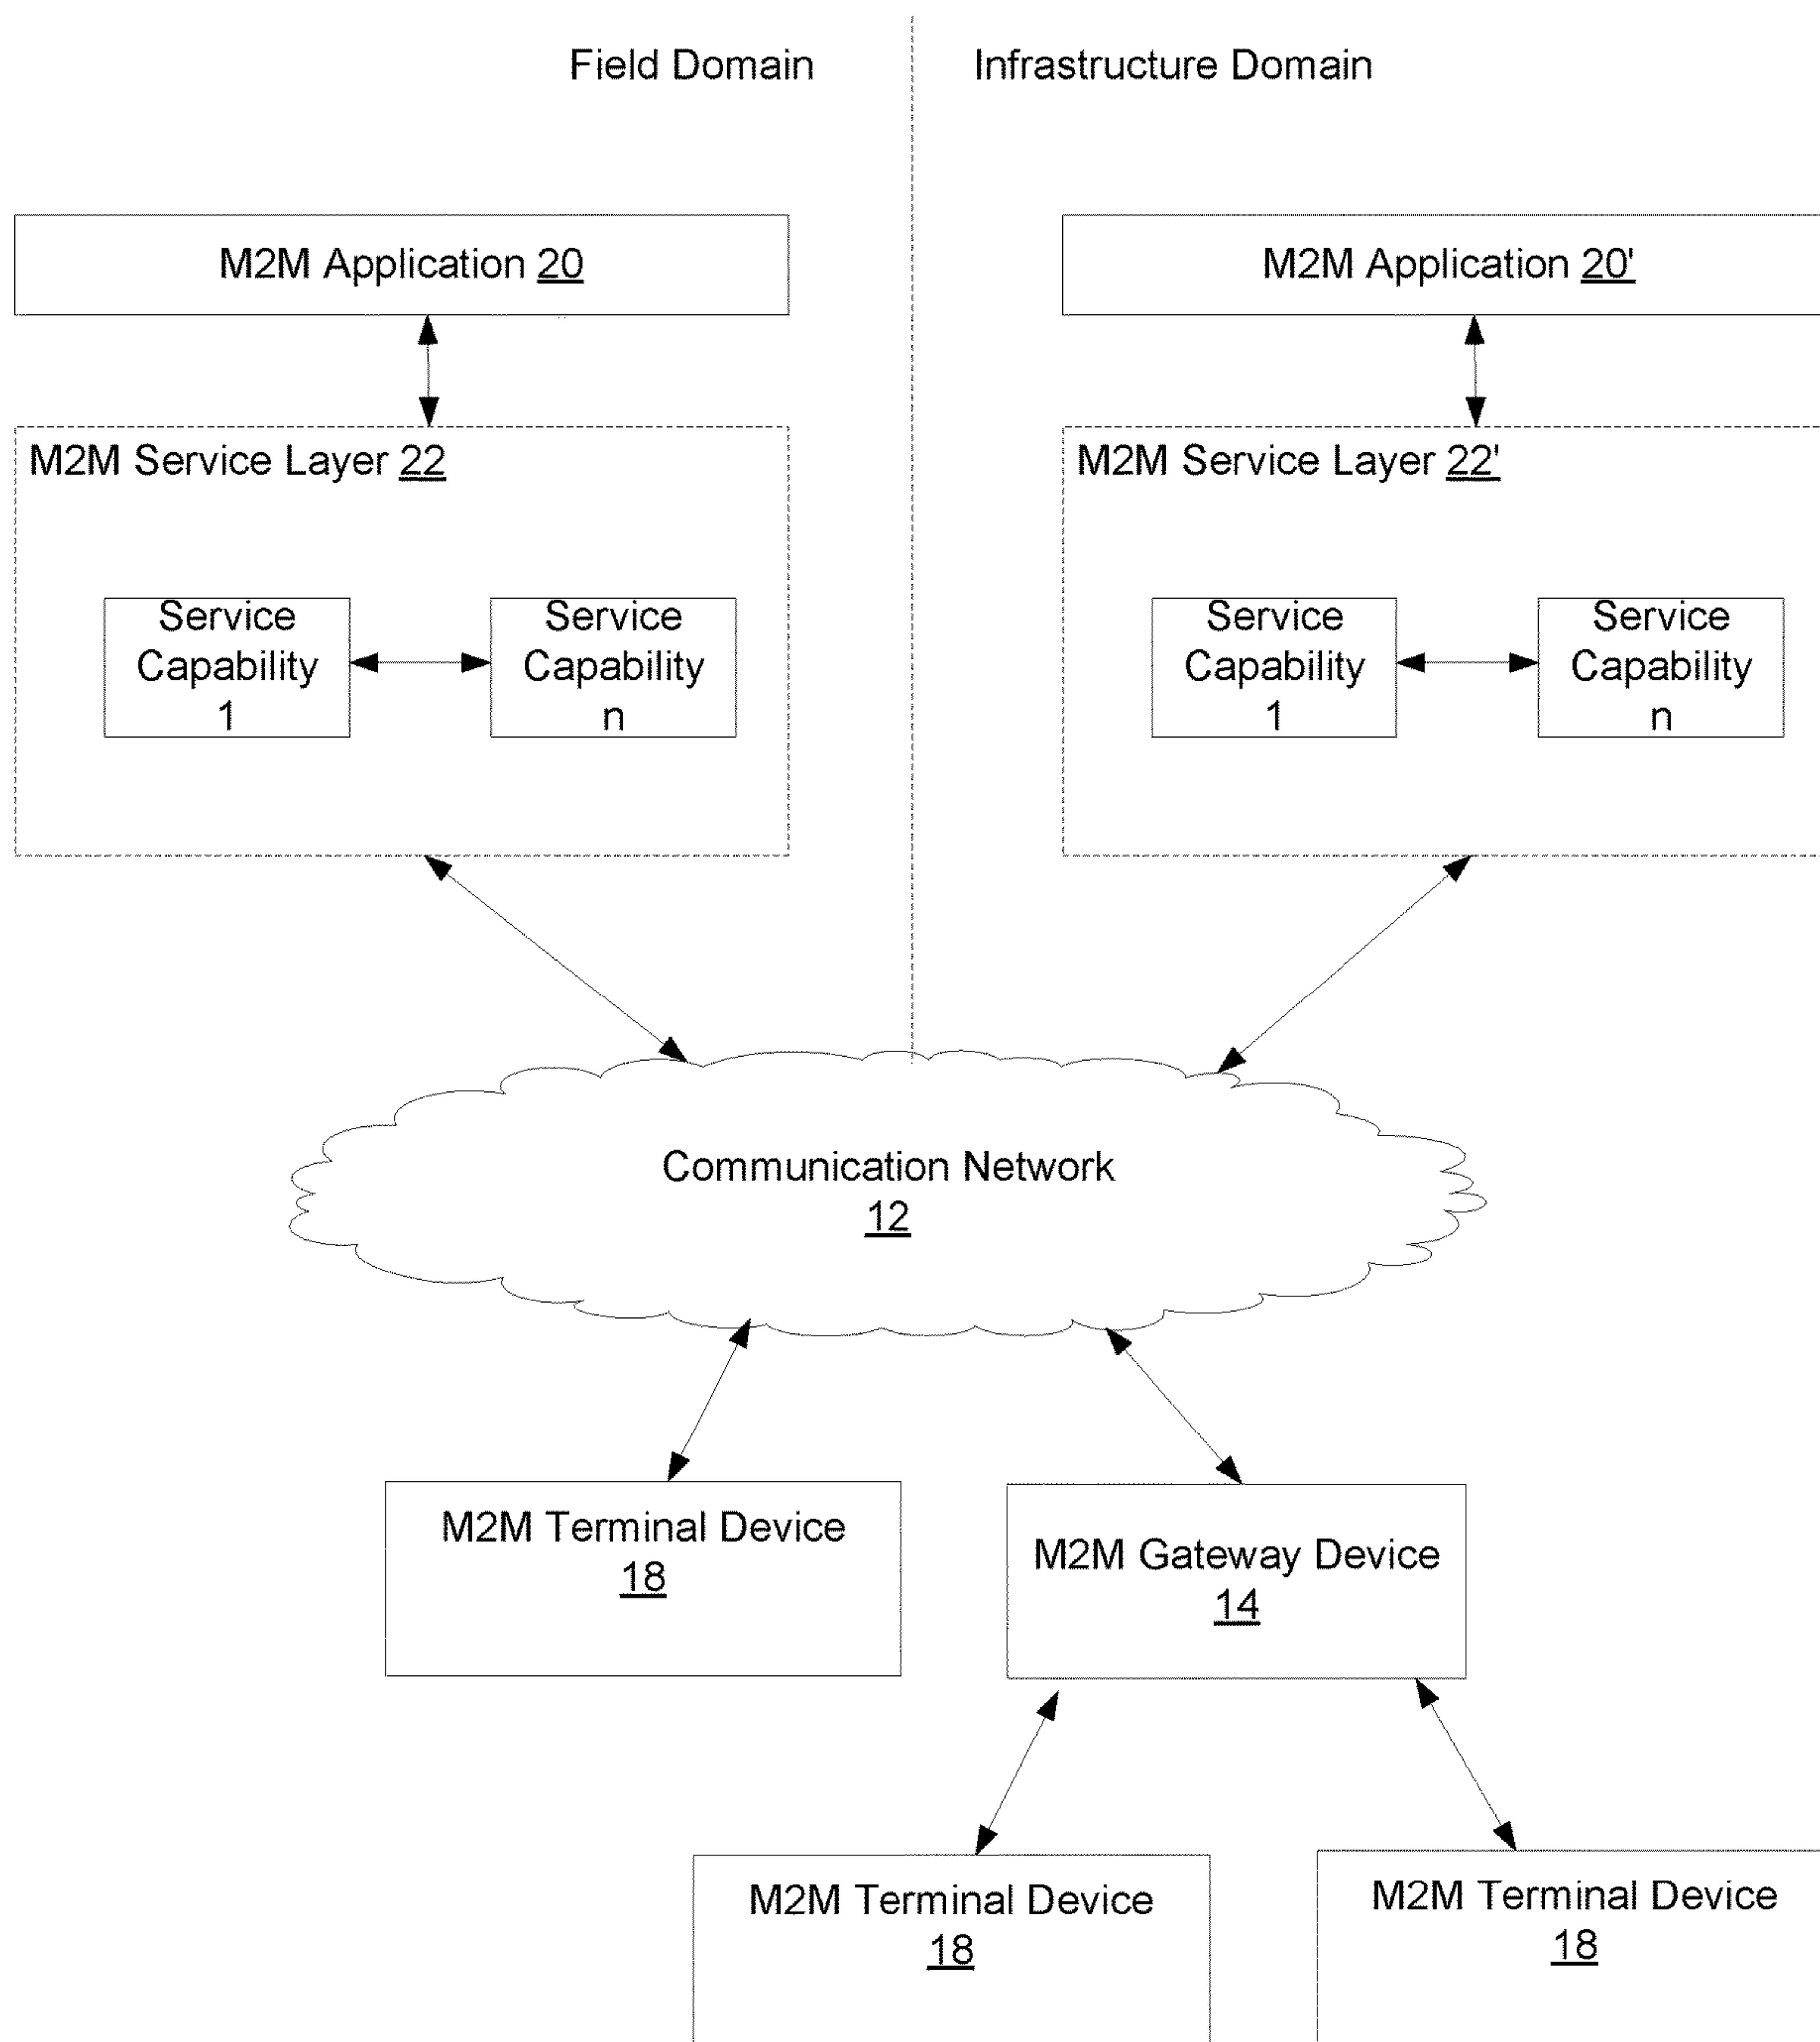 Field Domain
Infrastructure Domain
M2M Application 20
M2M Application 20'
M2M Service Layer 22
M2M Service Layer 22'
Service
Capability
1
Service
Capability
n
Service
Capability
1
Service
Capability
n
Communication Network
12
M2M Terminal Device
18
M2M Gateway Device
14
M2M Terminal Device
18
M2M Terminal Device
18